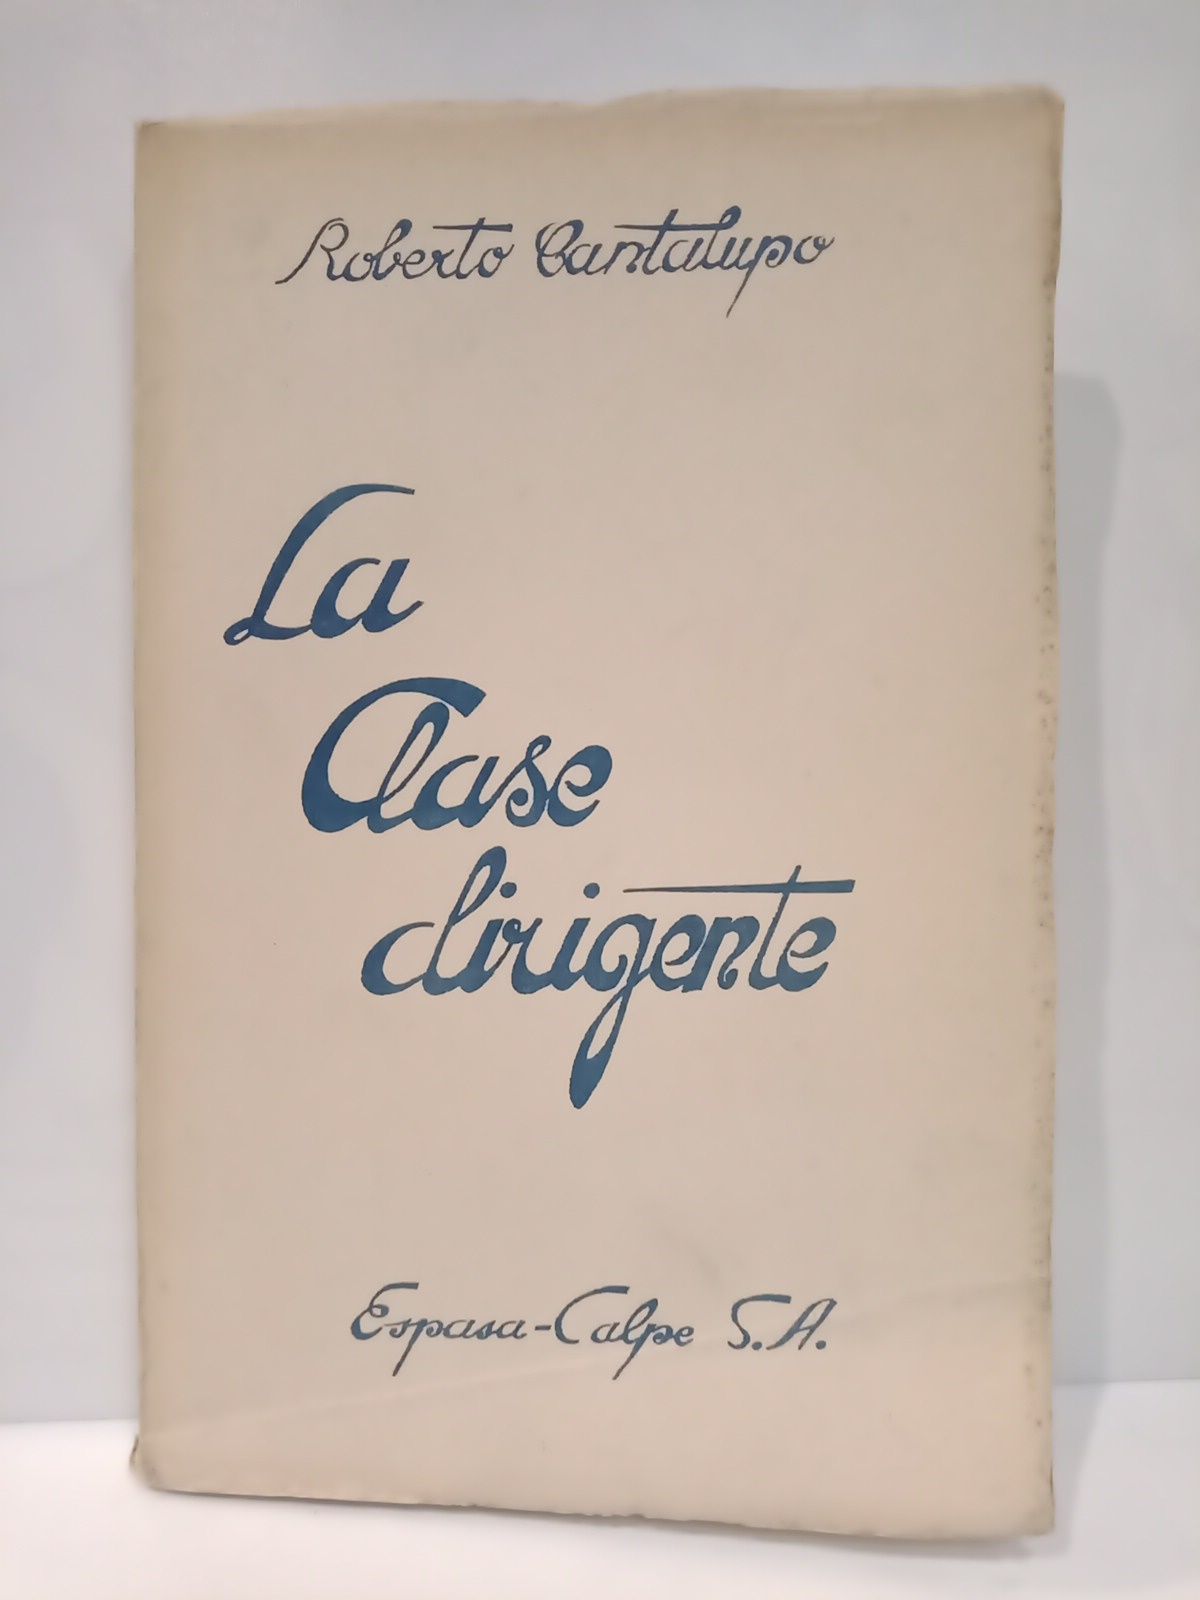 Roberto Cantalupo
La
Clase
dirigente
Espasa-Calpe S.A.